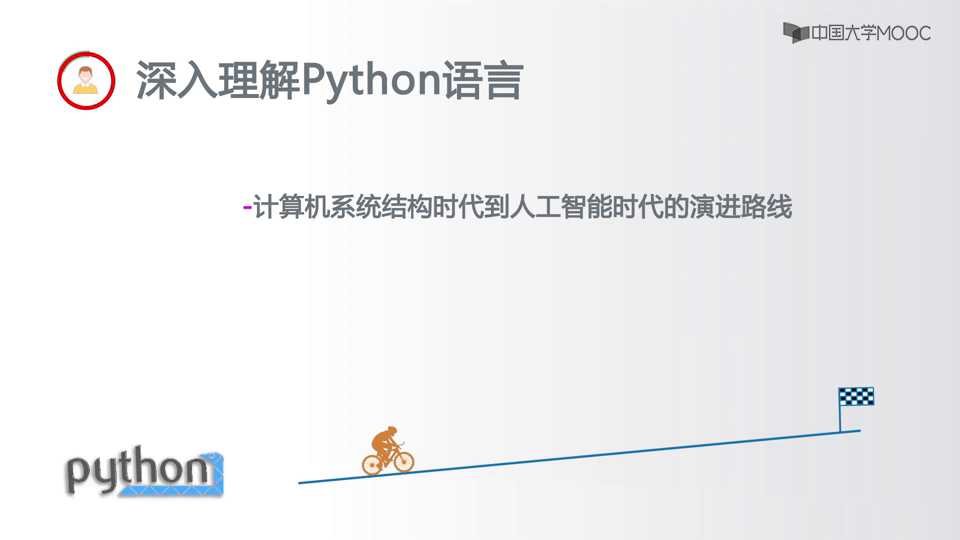 中国大学MOOC
深入理解Python语言
-计算机系统结构时代到人工智能时代的演进路线
python